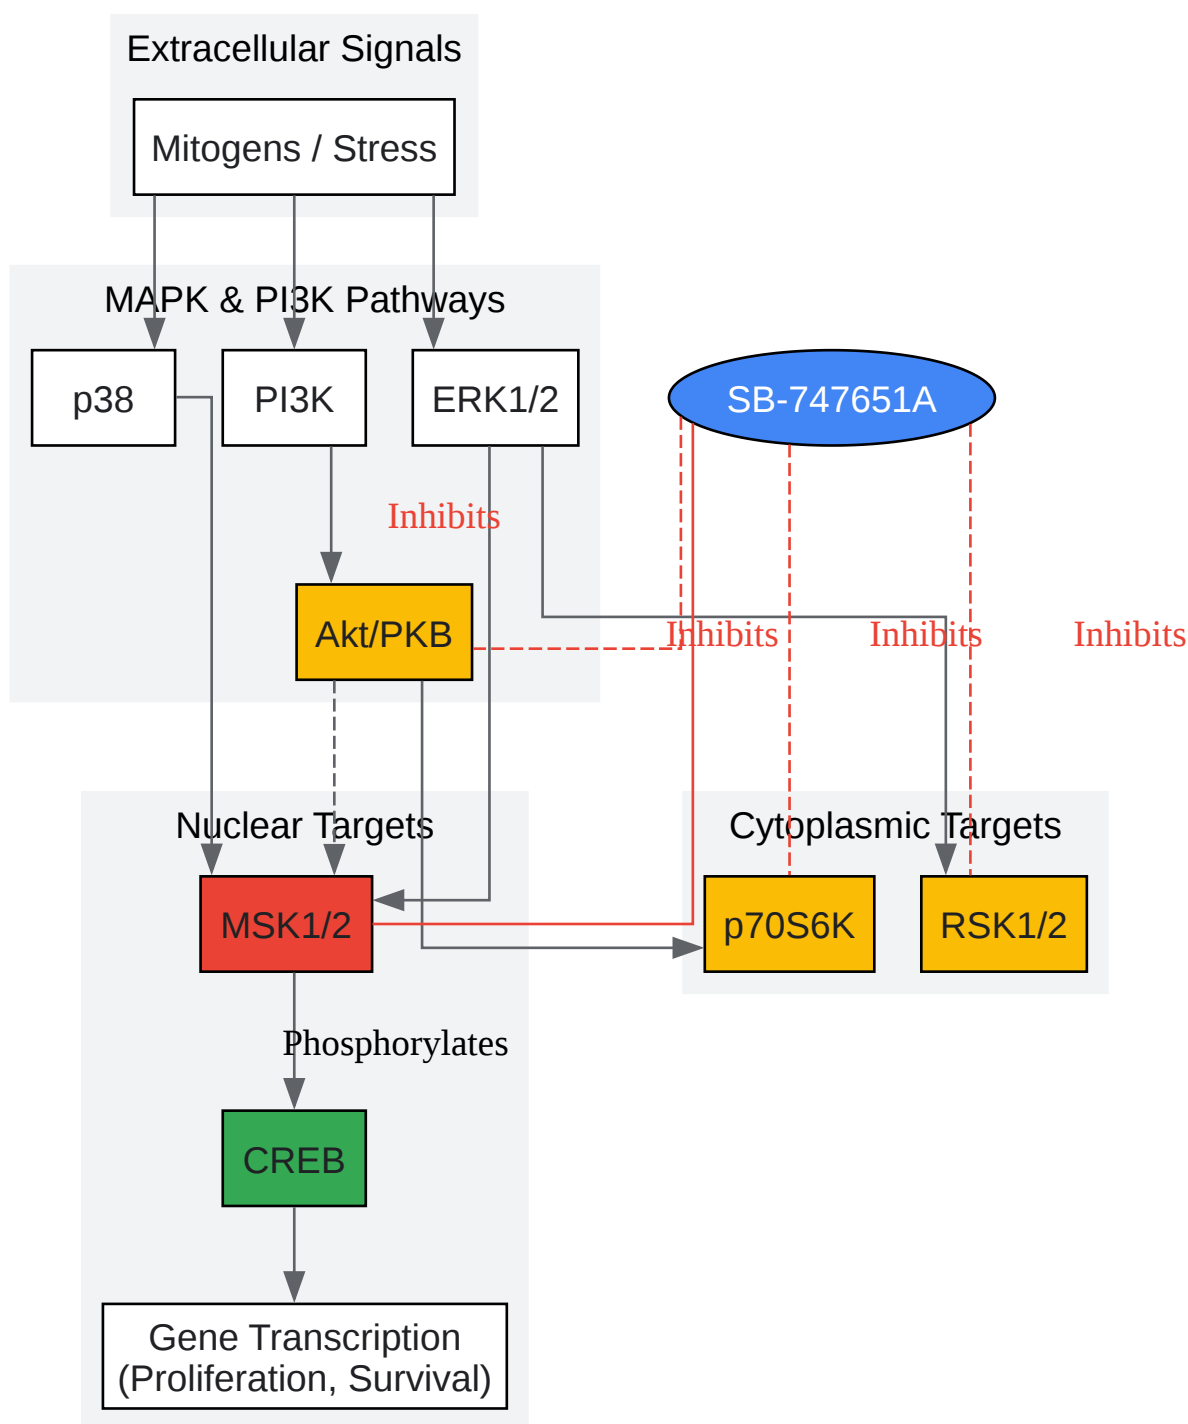 Extracellular Signals
Mitogens / Stress
MAPK & PI3K Pathways
p38
PI3K
ERK1/2
SB-747651A
Inhibits
Akt/PKB
Inhibits
Inhibits
Inhibits
Nuclear Targets
Cytoplasmic Targets
MSK1/2
p70S6K
RSK1/2
Phosphorylates
CREB
Gene Transcription
(Proliferation, Survival)